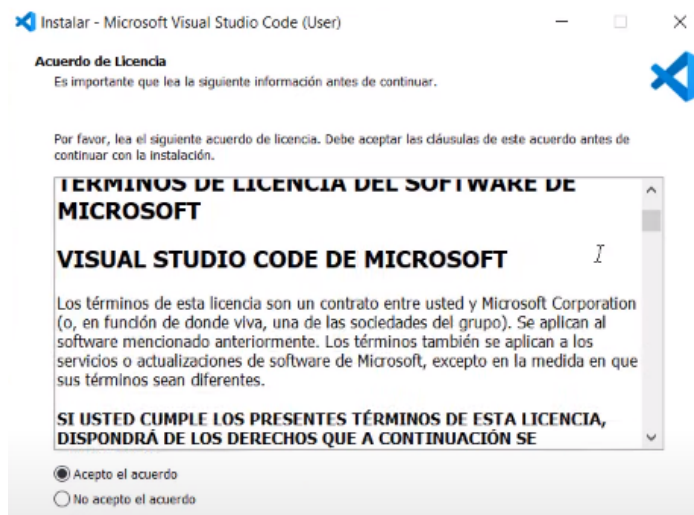 Instalar - Microsoft Visual Studio Code (User)
Acuerdo de Licencia
Es importante que lea la siguiente información antes de continuar.
Por favor, lea el siguiente acuerdo de licencia. Debe aceptar las cláusulas de este acuerdo antes de
continuar con la instalación.
TÉRMINOS DE LICENCIA DEL SOFTWARE DE
MICROSOFT
VISUAL STUDIO CODE DE MICROSOFT
Los términos de esta licencia son un contrato entre usted y Microsoft Corporation
(o, en función de donde viva, una de las sociedades del grupo). Se aplican al
software mencionado anteriormente. Los términos también se aplican a los
servicios o actualizaciones de software de Microsoft, excepto en la medida en que
sus términos sean diferentes.
SI USTED CUMPLE LOS PRESENTES TÉRMINOS DE ESTA LICENCIA,
DISPONDRÁ DE LOS DERECHOS QUE A CONTINUACIÓN SE
Acepto el acuerdo
No acepto el acuerdo